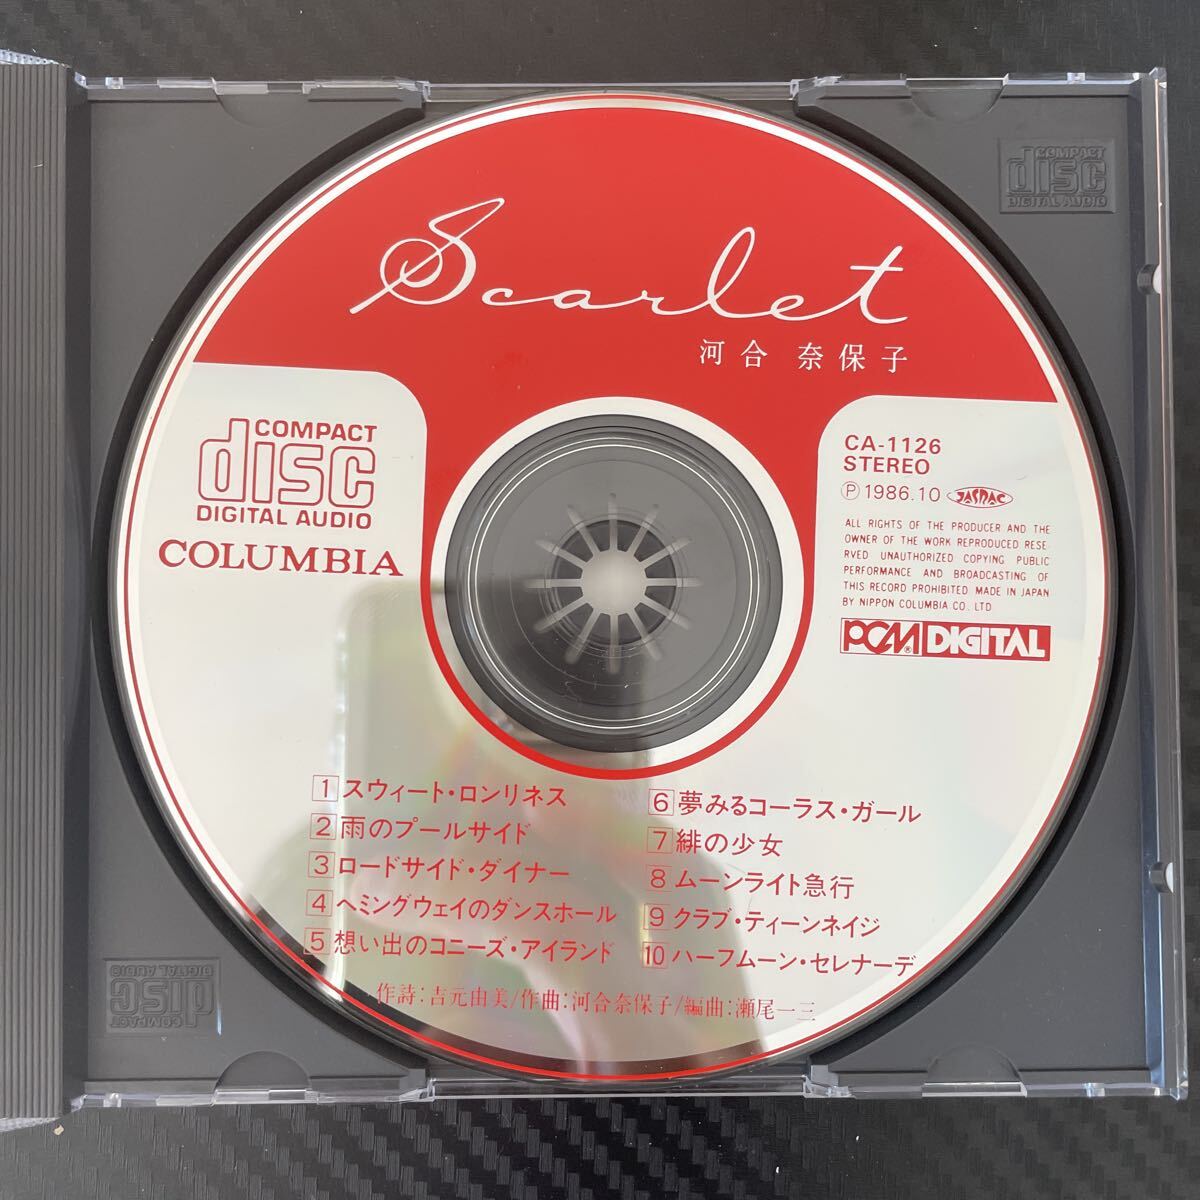 COMPACT
disc
DIGITAL AUDIO
Scarlet
河合 奈保子
COMPACT
disc
DIGITAL AUDIO
COLUMBIA
CA-1126
STEREO
Ⓟ1986.10 JASRAC
ALL RIGHTS OF THE PRODUCER AND THE
OWNER OF THE WORK REPRODUCED RESE-
RVED UNAUTHORIZED COPYING PUBLIC
PERFORMANCE AND BROADCASTING OF
THIS RECORD PROHIBITED MADE IN JAPAN
BY NIPPON COLUMBIA CO. LTD
PCM® DIGITAL
1 スウィート・ロンリネス
2 雨のプールサイド
3 ロードサイド・ダイナー
4 ヘミングウェイのダンスホール
5 想い出のコニーズ・アイランド
6 夢みるコーラス・ガール
7 緋の少女
8 ムーンライト急行
9 クラブ・ティーンネイジ
10 ハーフムーン・セレナーデ
作詩:吉元由美/作曲:河合奈保子/編曲:瀬尾一三
COMPACT
disc
DIGITAL AUDIO